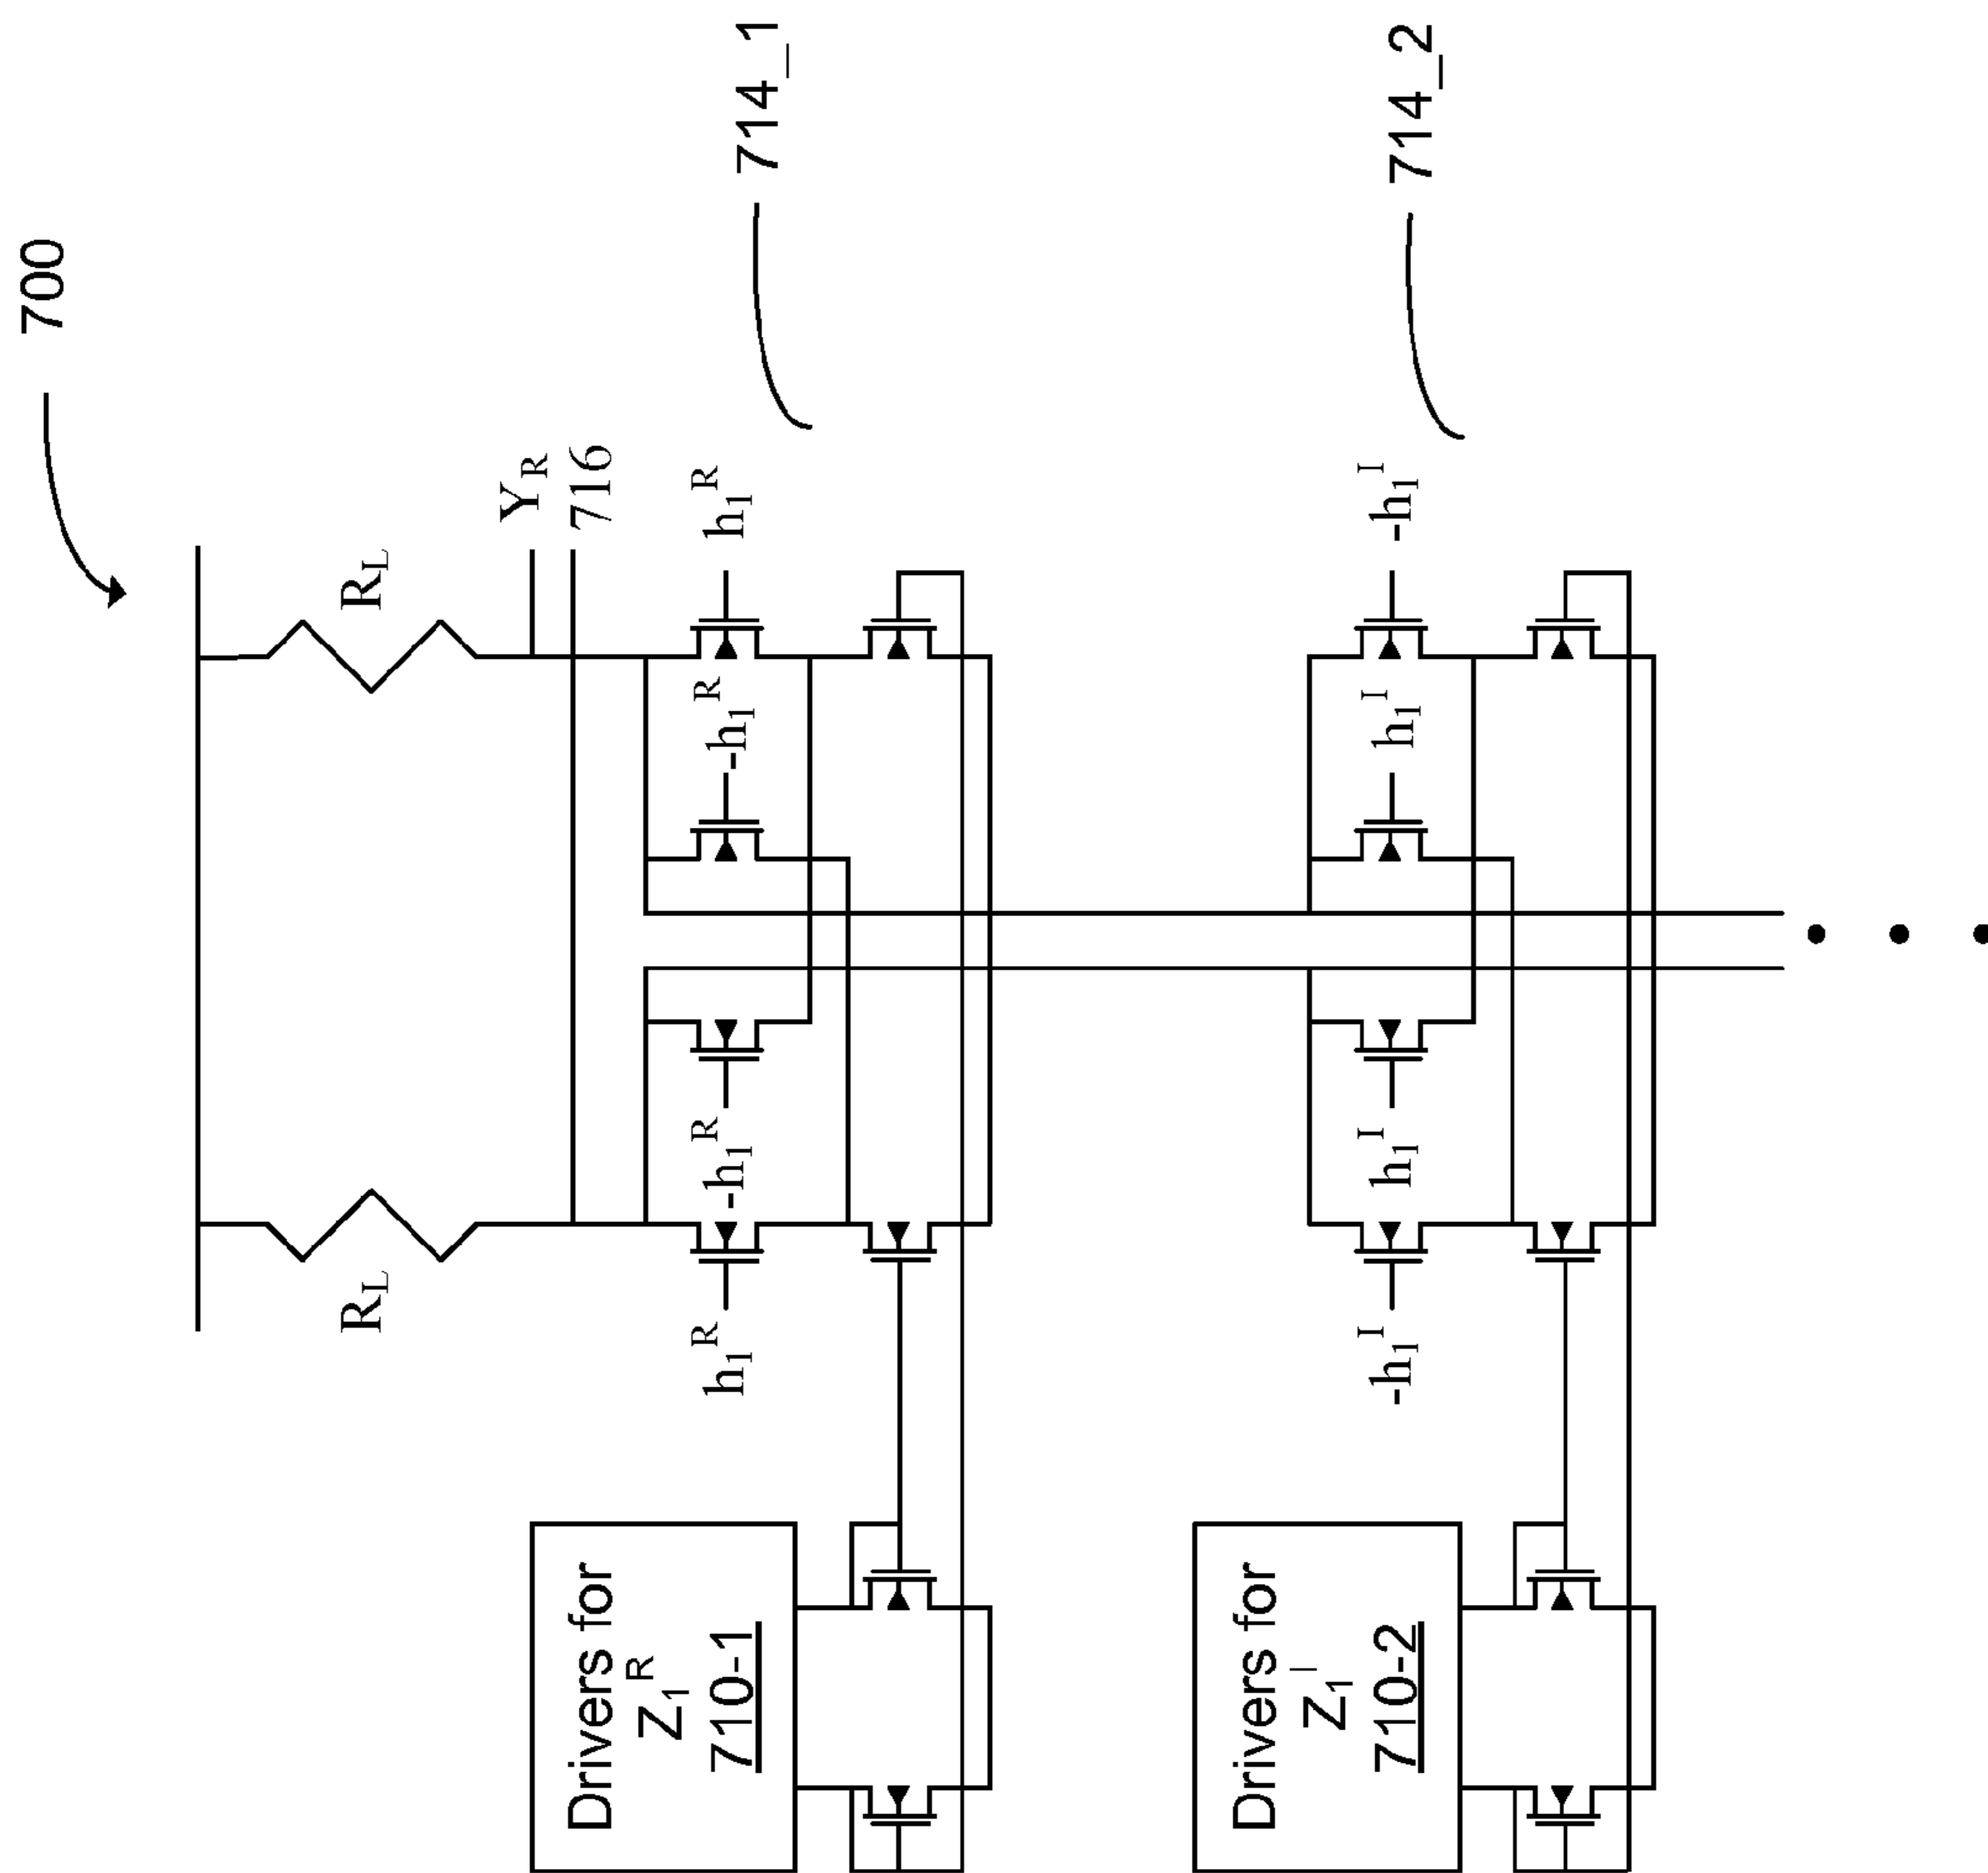 700
R_L
R_L
Y_R
716
714_1
h_1^R
-h_1^R
-h_1^R
h_1^R
Drivers for
Z_1^R
710-1
714_2
-h_1^I
h_1^I
h_1^I
-h_1^I
Drivers for
Z_1^I
710-2